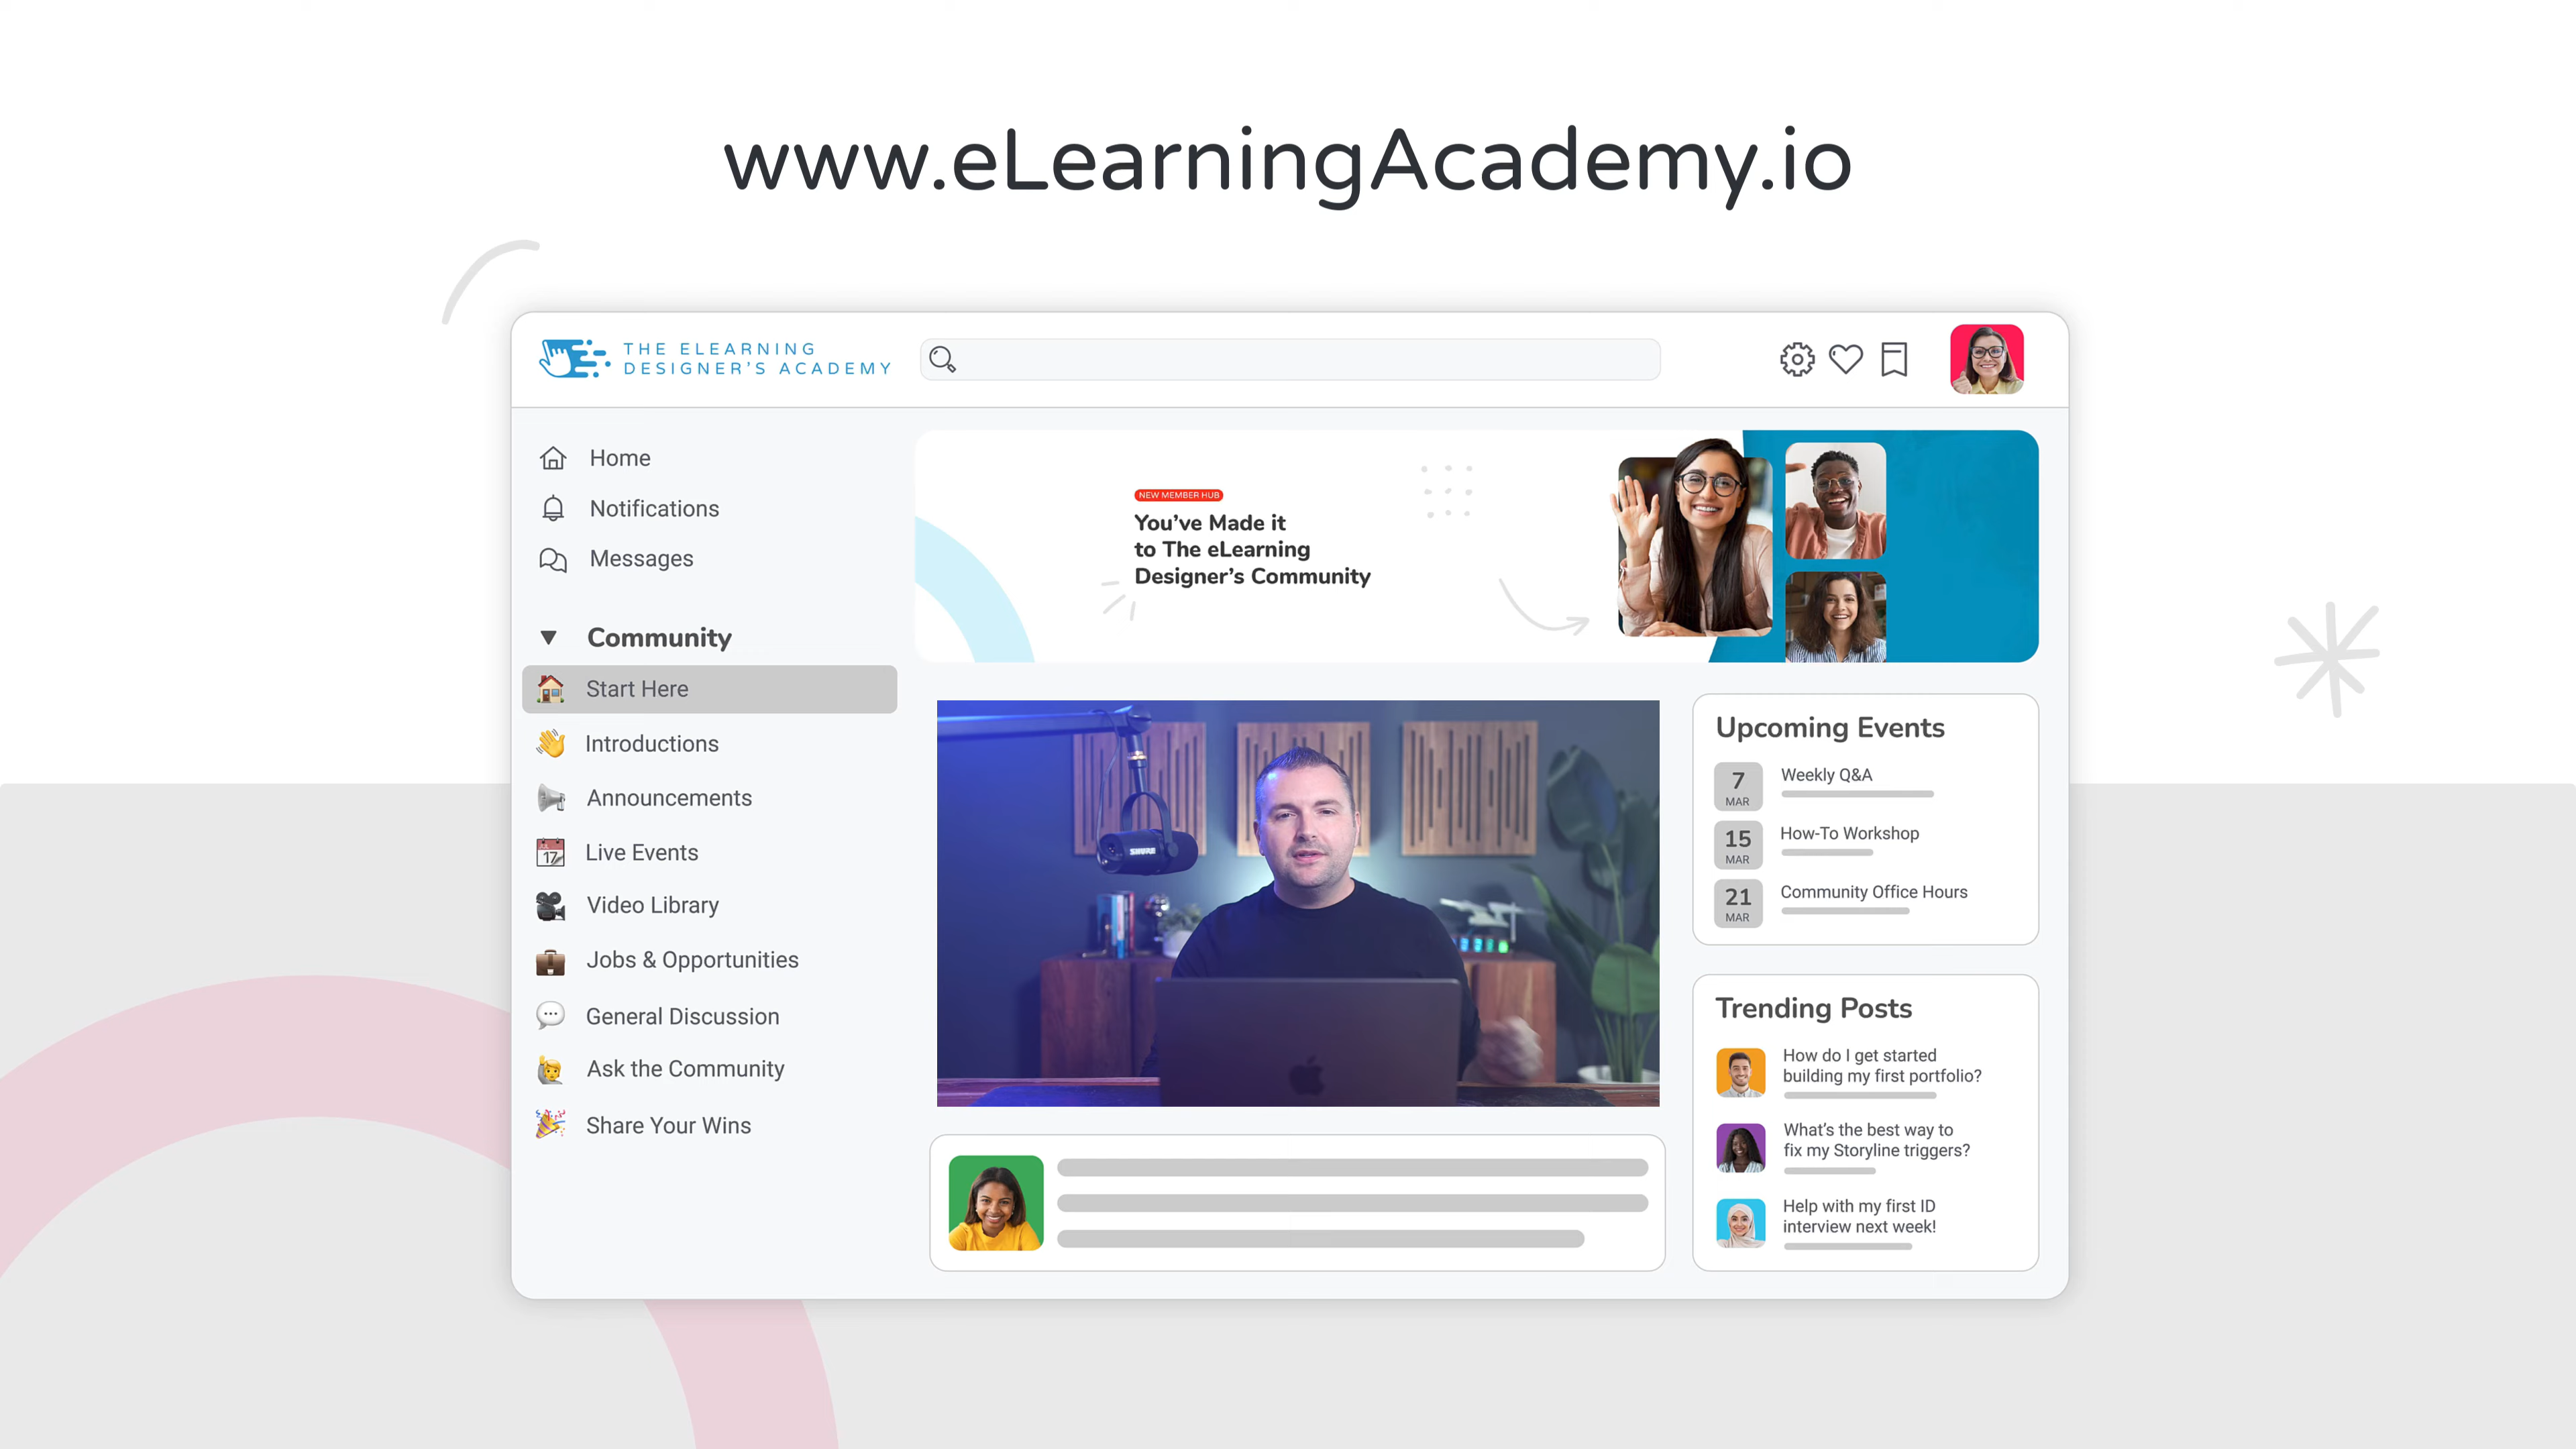 www.eLearningAcademy.io
THE ELEARNING
DESIGNER'S ACADEMY
Home
Notifications
Messages
Community
Start Here
Introductions
Announcements
17
Live Events
Video Library
Jobs & Opportunities
General Discussion
Ask the Community
Share Your Wins
NEW MEMBER HUB
You've Made it
to The eLearning
Designer's Community
SHURE
Upcoming Events
7
MAR
Weekly Q&A
15
MAR
How-To Workshop
21
MAR
Community Office Hours
Trending Posts
How do I get started
building my first portfolio?
What's the best way to
fix my Storyline triggers?
Help with my first ID
interview next week!